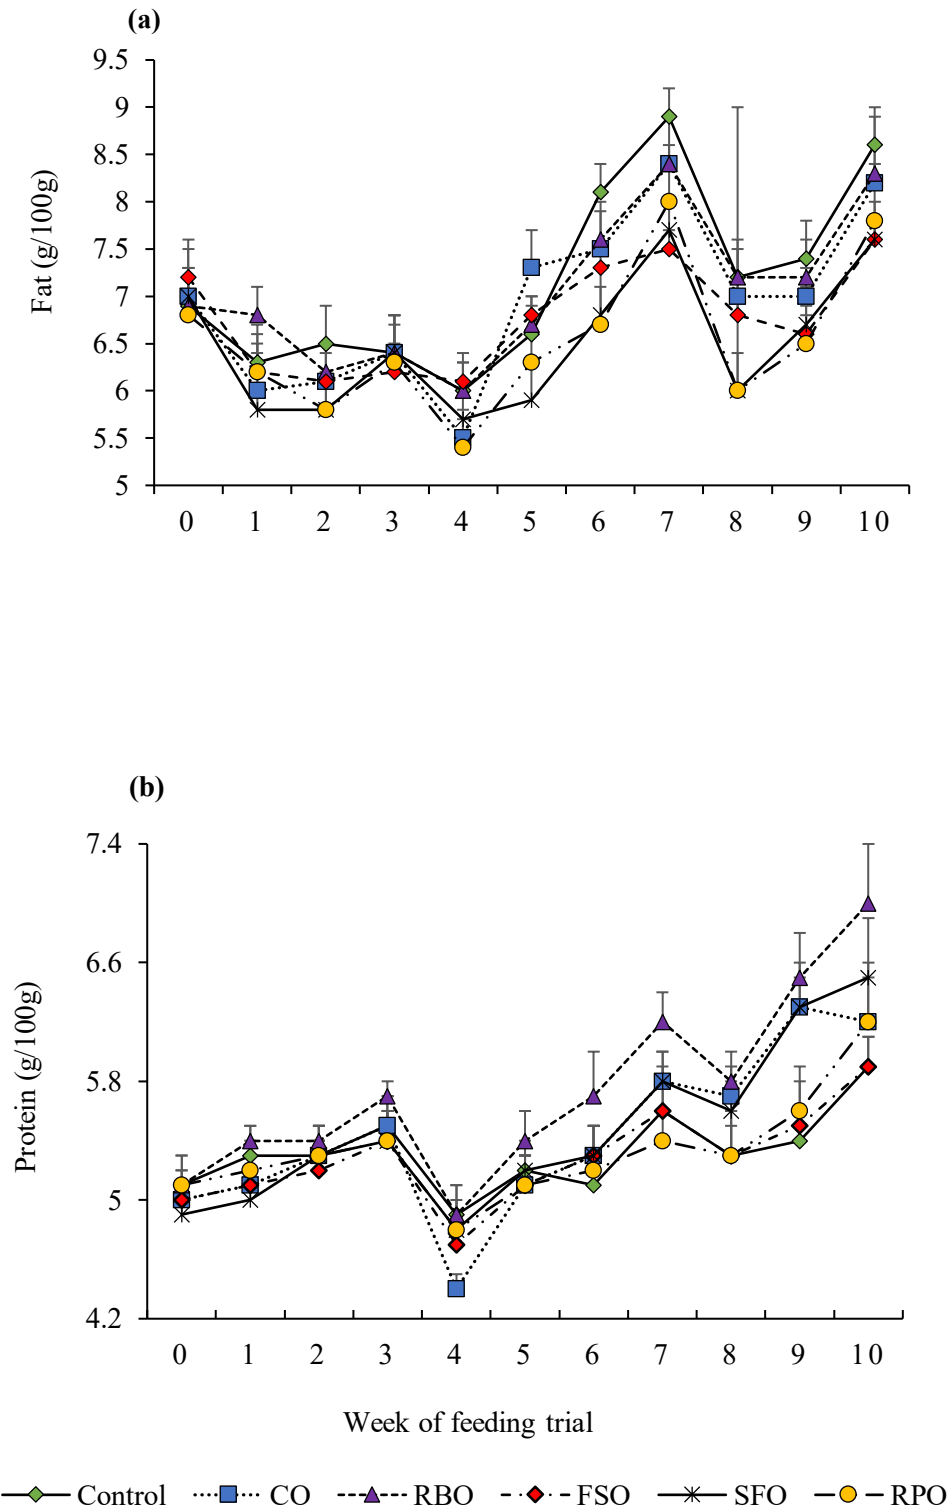 (a)
9.5
9
8.5
8
7.5
7
6.5
6
5.5
5
Fat (g/100g)
0 1 2 3 4 5 6 7 8 9 10
(b)
7.4
6.6
5.8
5
4.2
Protein (g/100g)
0 1 2 3 4 5 6 7 8 9 10
Week of feeding trial
Control CO RBO FSO SFO RPO